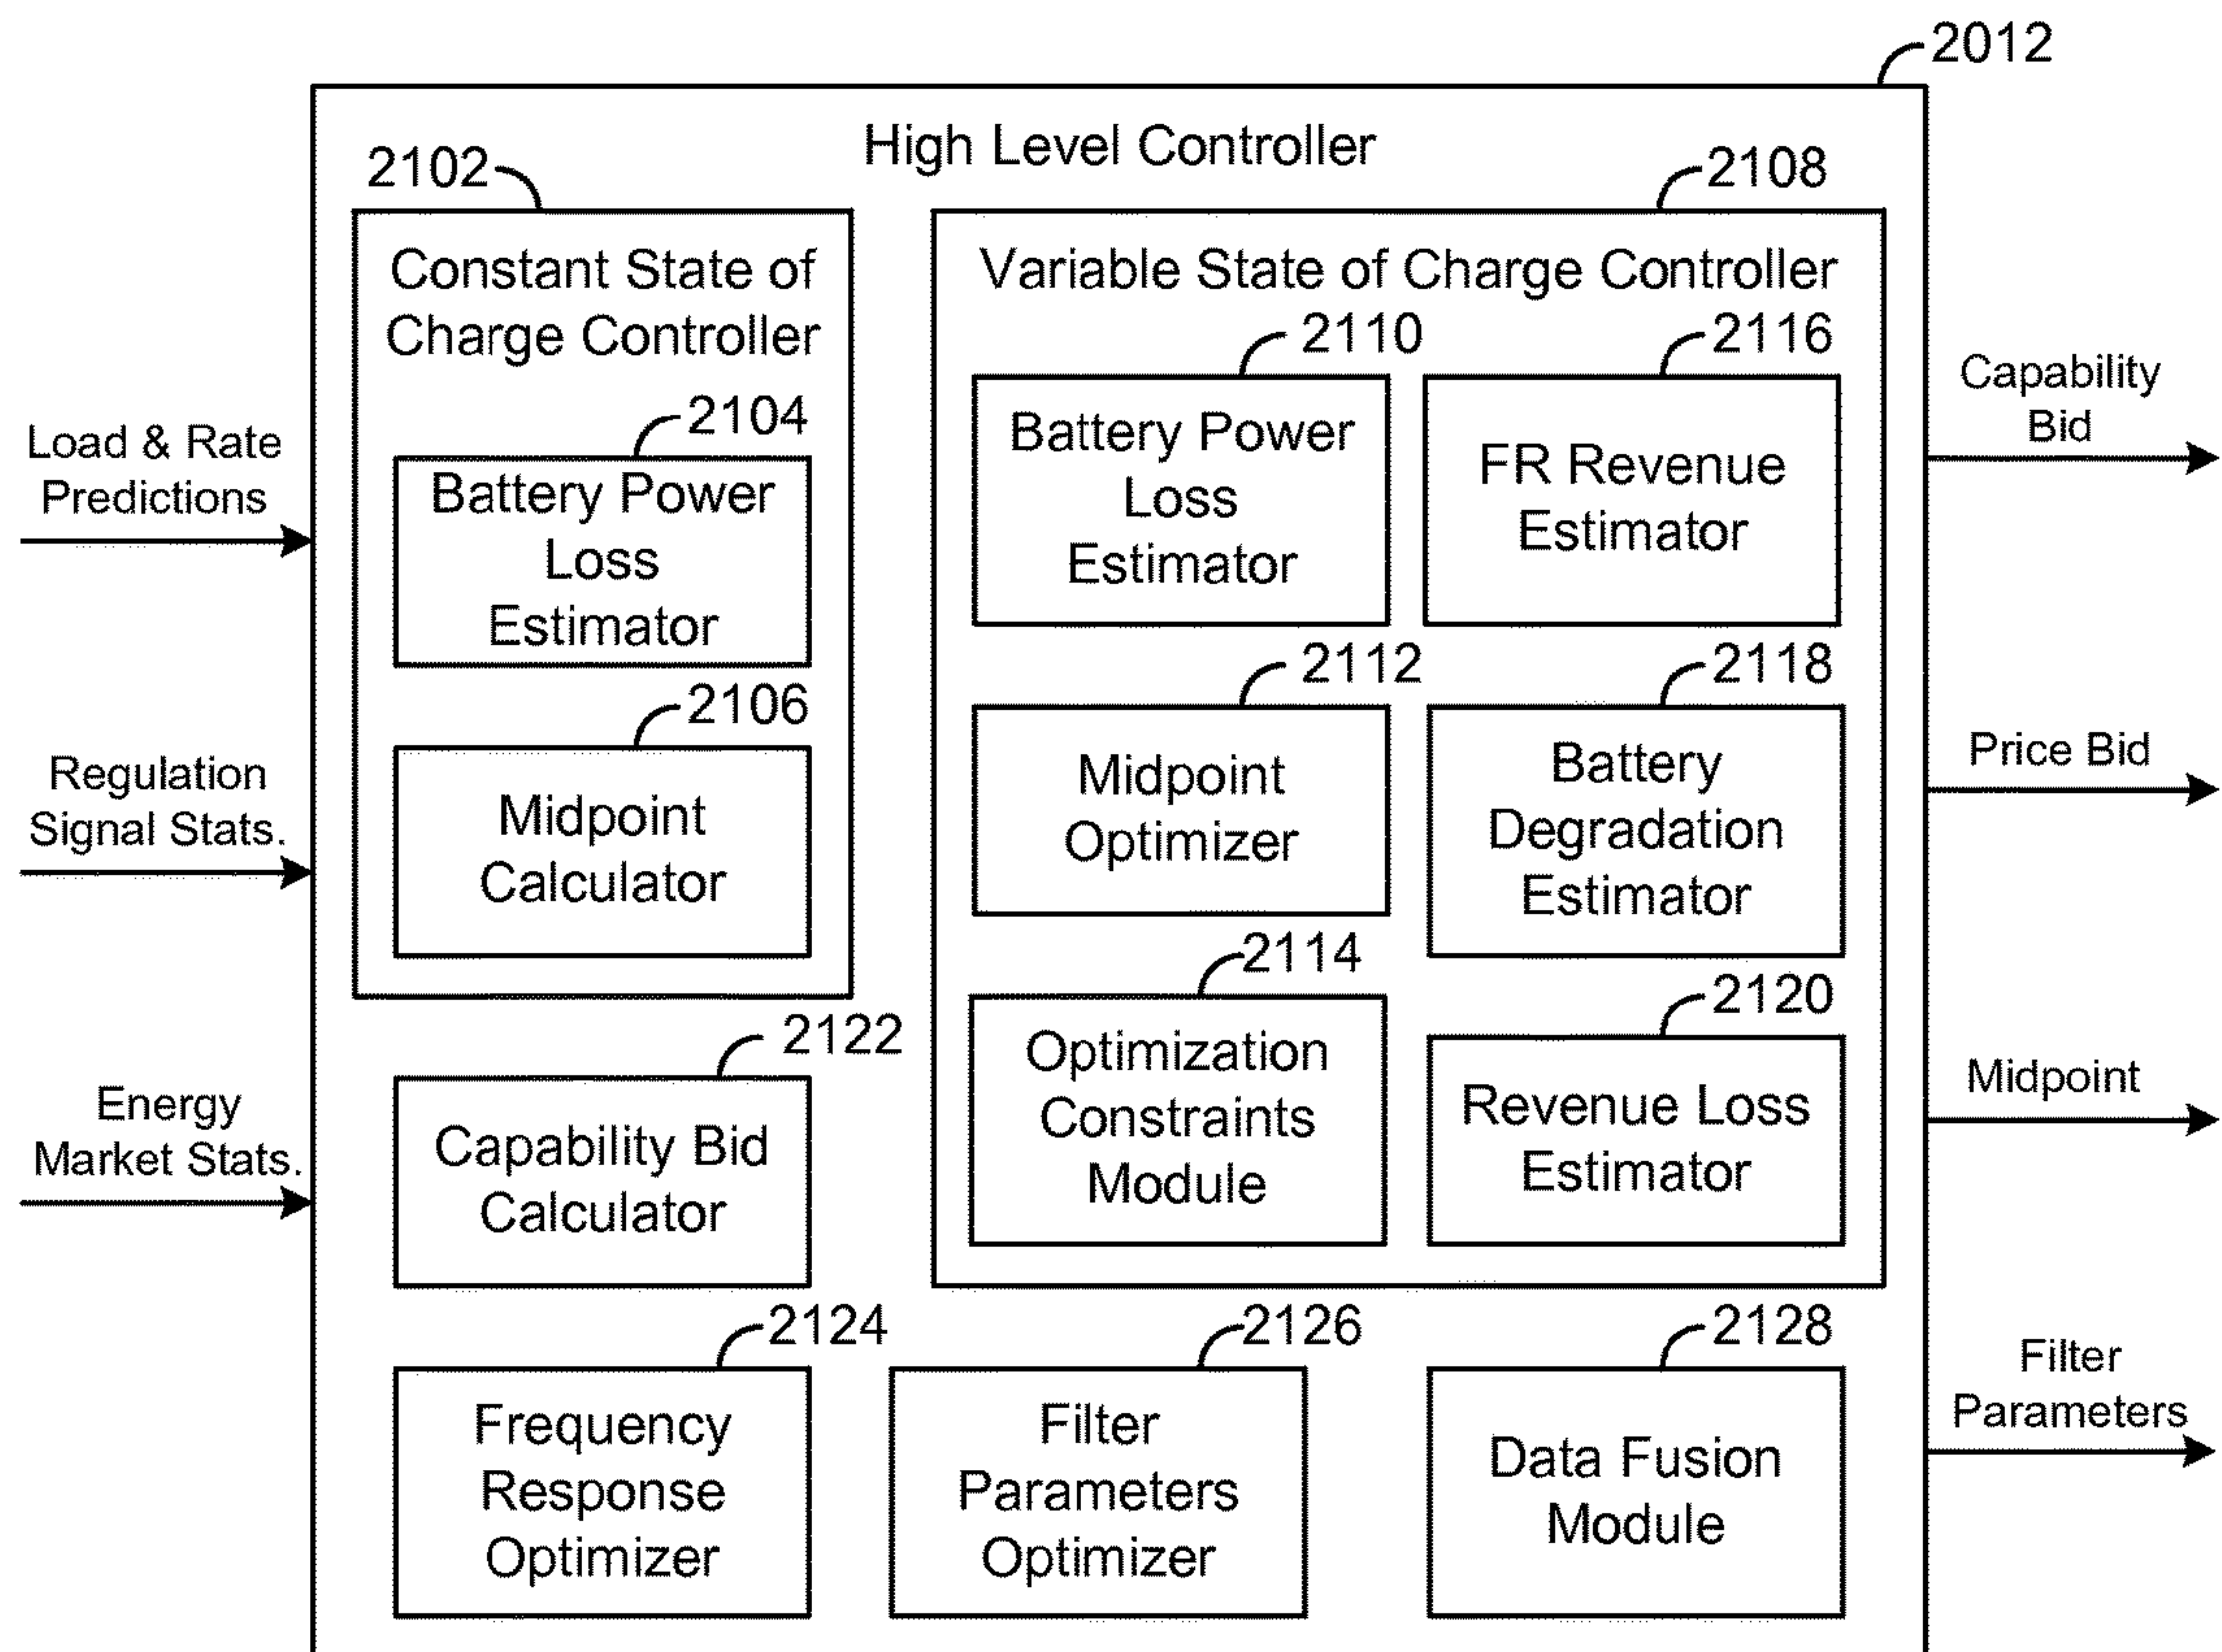 2012
High Level Controller
2102
2108
Constant State of
Charge Controller
2104
Battery Power
Loss
Estimator
2106
Midpoint
Calculator
Variable State of Charge Controller
2110
Battery Power
Loss
Estimator
2116
FR Revenue
Estimator
2112
Midpoint
Optimizer
2118
Battery
Degradation
Estimator
2114
Optimization
Constraints
Module
2120
Revenue Loss
Estimator
2122
Capability Bid
Calculator
2124
Frequency
Response
Optimizer
2126
Filter
Parameters
Optimizer
2128
Data Fusion
Module
Load & Rate
Predictions
Regulation
Signal Stats.
Energy
Market Stats.
Capability
Bid
Price Bid
Midpoint
Filter
Parameters